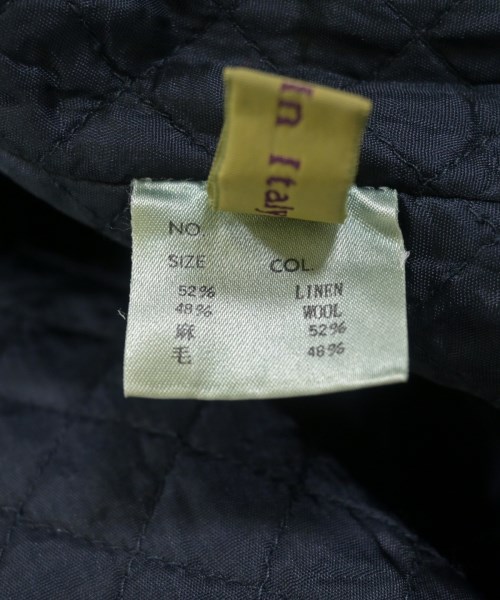 In Italy
NO.
SIZE COL.
52% LINEN
48% WOOL
麻 52%
毛 48%